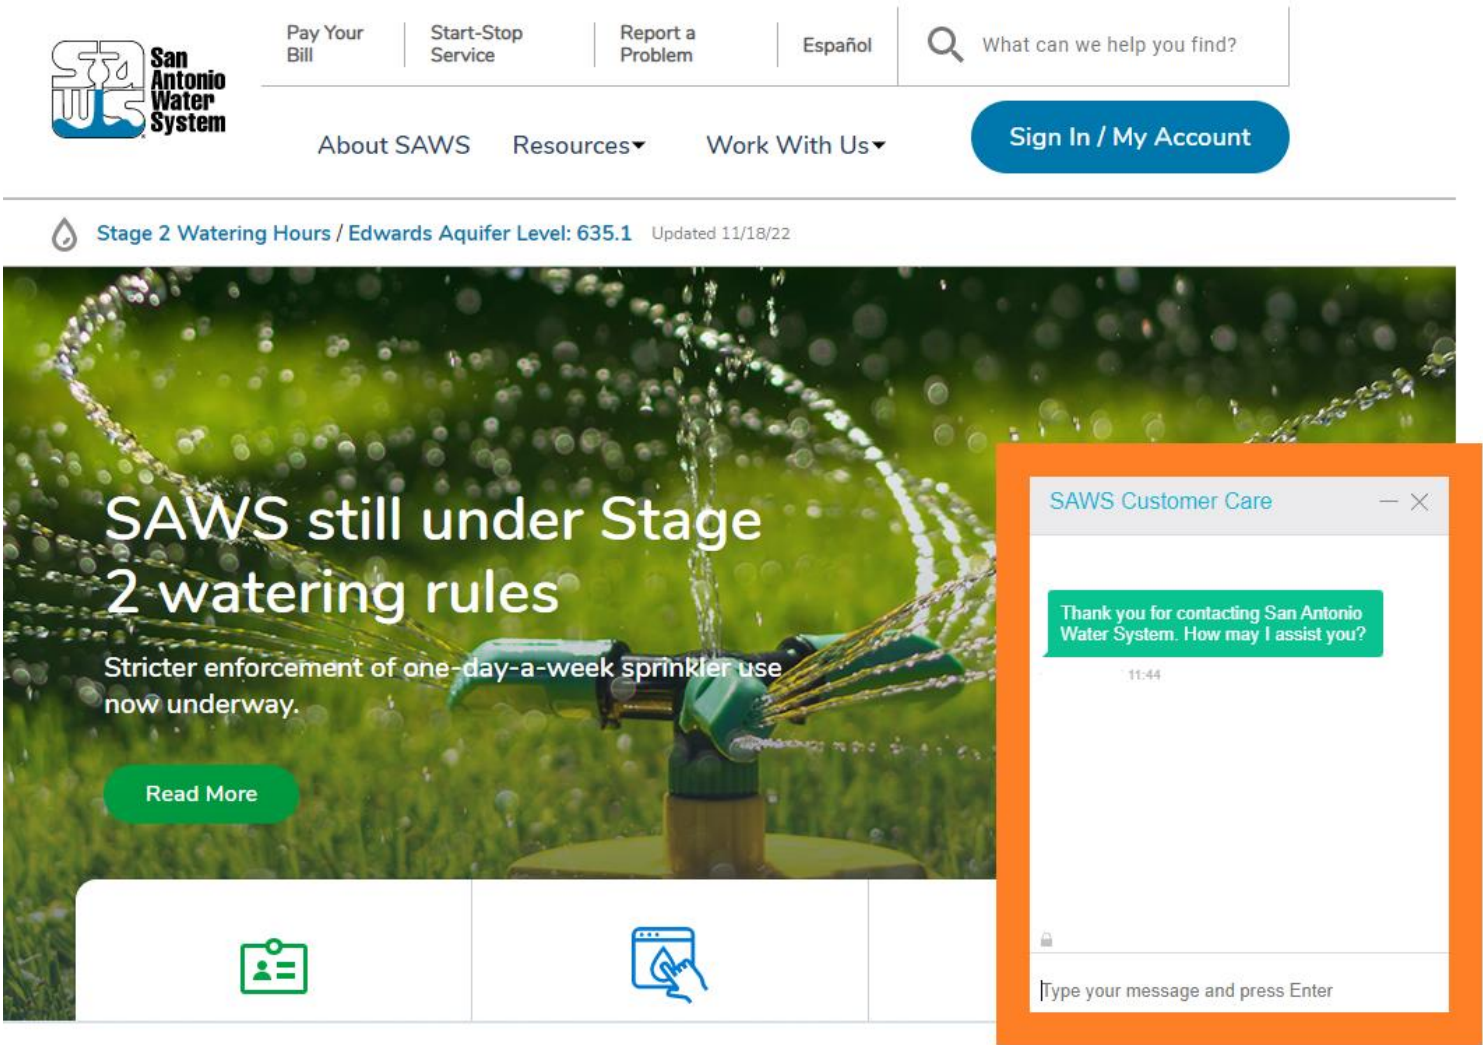 San
Antonio
Water
System
Pay Your
Bill
Start-Stop
Service
Report a
Problem
Español
What can we help you find?
About SAWS
Resources
Work With Us
Sign In / My Account
Stage 2 Watering Hours / Edwards Aquifer Level: 635.1 Updated 11/18/22
SAWS still under Stage
2 watering rules
Stricter enforcement of one-day-a-week sprinkler use
now underway.
Read More
SAWS Customer Care
Thank you for contacting San Antonio
Water System. How may I assist you?
11:44
Type your message and press Enter